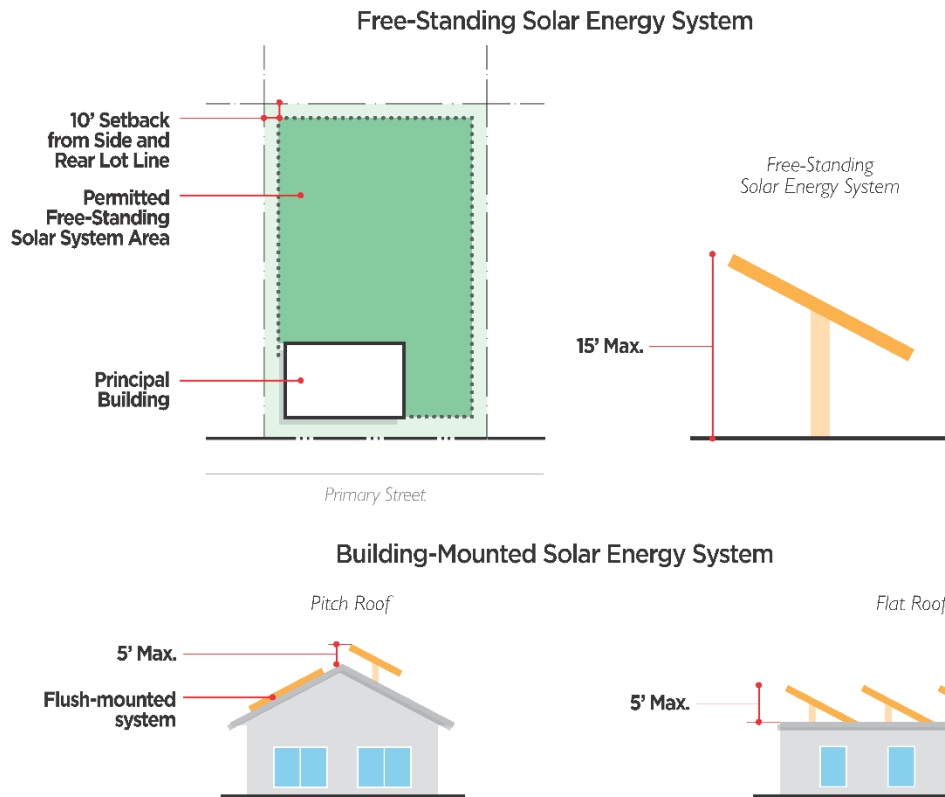 Free-Standing Solar Energy System
10' Setback
from Side and
Rear Lot Line
Permitted
Free-Standing
Solar System Area
Principal
Building
Primary Street
Free-Standing
Solar Energy System
15' Max.
Building-Mounted Solar Energy System
Pitch Roof
5' Max.
Flush-mounted
system
Flat Roof
5' Max.